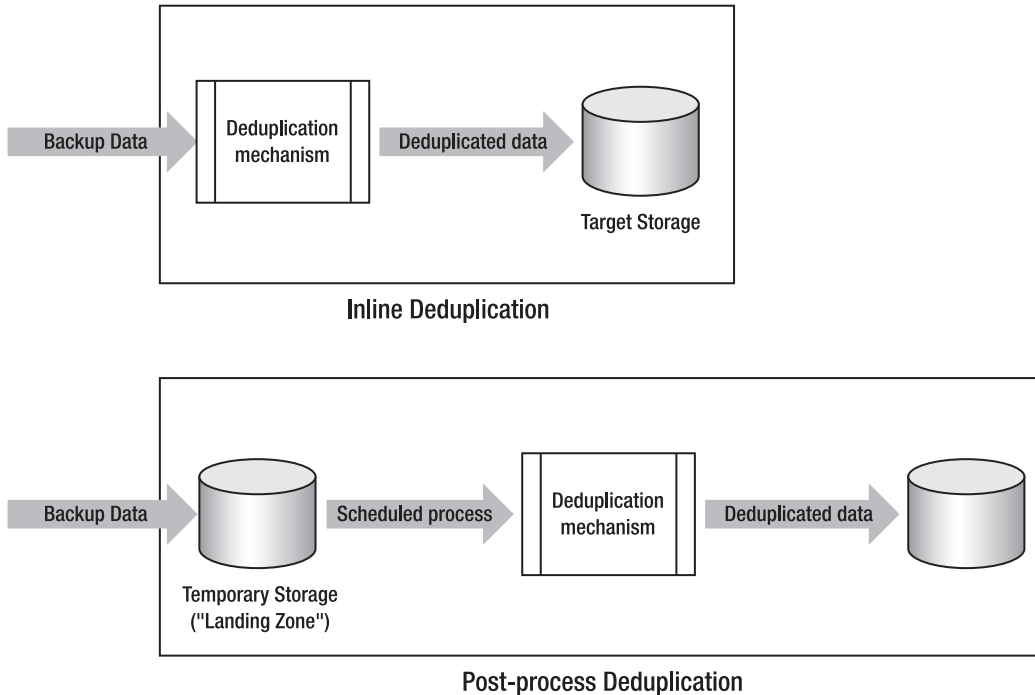 Backup Data
Deduplication
mechanism
Deduplicated data
Target Storage
Inline Deduplication
Backup Data
Scheduled process
Deduplication
mechanism
Deduplicated data
Temporary Storage
("Landing Zone")
Post-process Deduplication